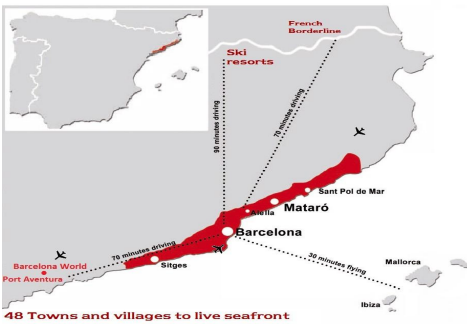 French
Borderline
Ski
resorts
90 minutes driving
70 minutes driving
Sant Pol de Mar
Alella
Mataró
Barcelona
70 minutes driving
30 minutes flying
Barcelona World
Port Aventura
Sitges
Mallorca
Ibiza
48 Towns and villages to live seafront